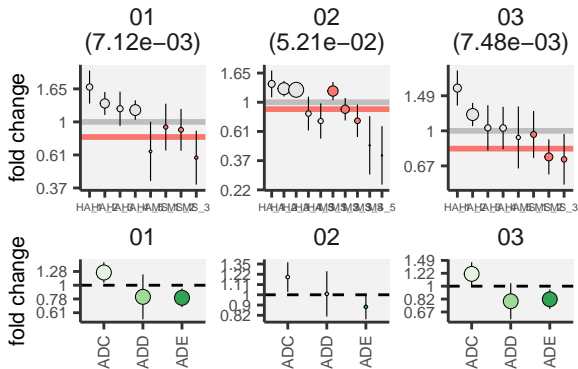 01 02 03
(7.12e−03) (5.21e−02) (7.48e−03)
fold change
1.65 1.65 1.49
1 1 1
0.61 0.61 0.67
0.37 0.37
0.22
01 02 03
fold change
1.28 1.35 1.49
1 1.22 1.22
0.78 1.11 1
0.61 1 0.82
0.9 0.67
0.82
ADC ADD ADE ADC ADD ADE ADC ADD ADE